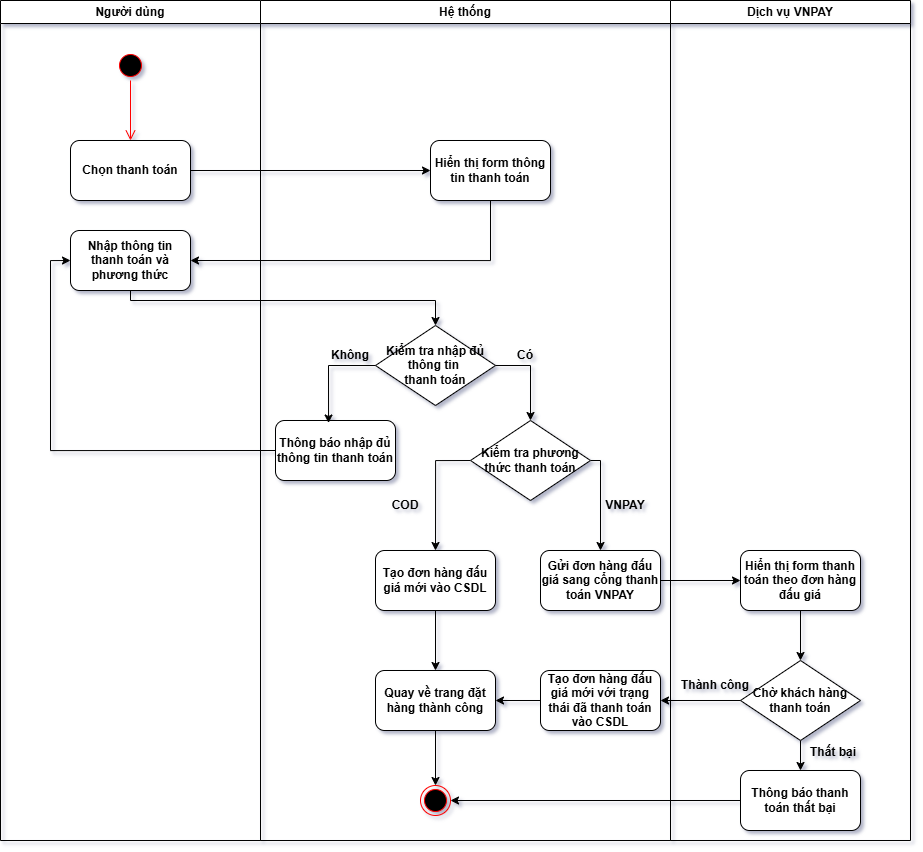 Người dùng
Hệ thống
Dịch vụ VNPAY
Chọn thanh toán
Hiển thị form thông
tin thanh toán
Nhập thông tin
thanh toán và
phương thức
Kiểm tra nhập đủ
thông tin
thanh toán
Không
Có
Thông báo nhập đủ
thông tin thanh toán
Kiểm tra phương
thức thanh toán
COD
VNPAY
Tạo đơn hàng đấu
giá mới vào CSDL
Gửi đơn hàng đấu
giá sang cổng thanh
toán VNPAY
Hiển thị form thanh
toán theo đơn hàng
đấu giá
Quay về trang đặt
hàng thành công
Tạo đơn hàng đấu
giá mới với trạng
thái đã thanh toán
vào CSDL
Thành công
Chờ khách hàng
thanh toán
Thất bại
Thông báo thanh
toán thất bại